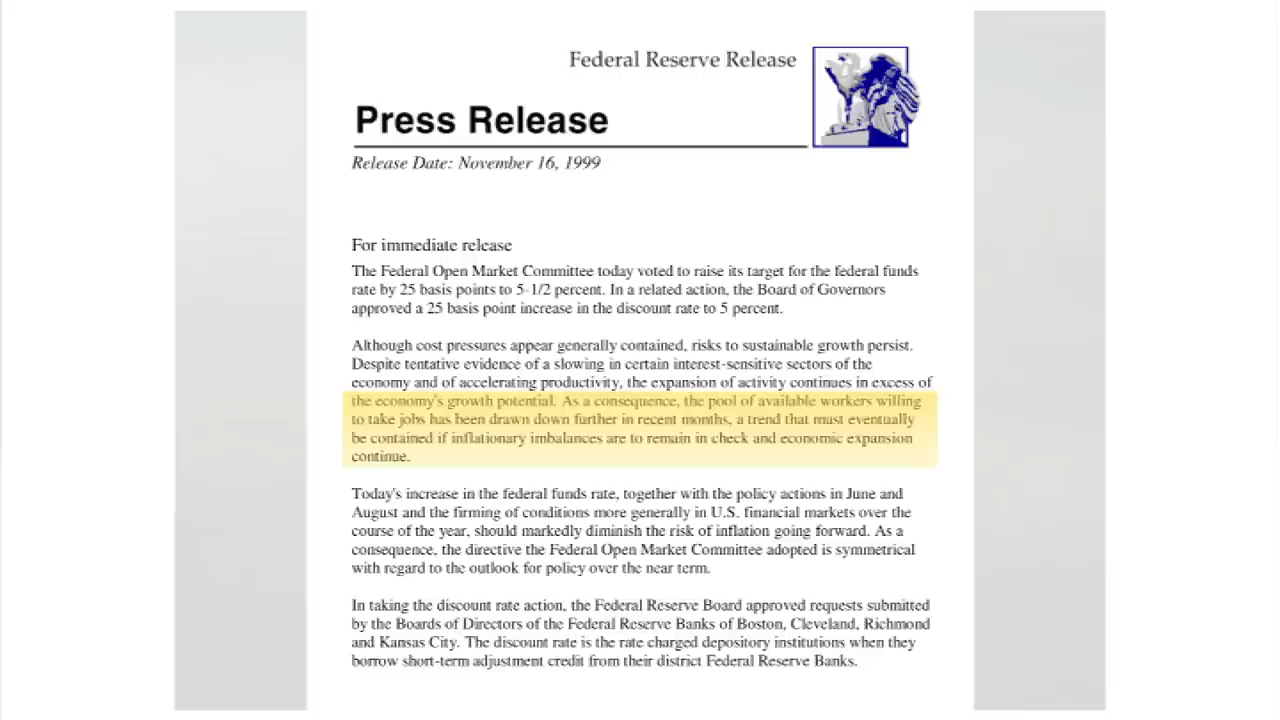 Federal Reserve Release
Press Release
Release Date: November 16, 1999
For immediate release
The Federal Open Market Committee today voted to raise its target for the federal funds
rate by 25 basis points to 5-1/2 percent. In a related action, the Board of Governors
approved a 25 basis point increase in the discount rate to 5 percent.
Although cost pressures appear generally contained, risks to sustainable growth persist.
Despite tentative evidence of a slowing in certain interest-sensitive sectors of the
economy and of accelerating productivity, the expansion of activity continues in excess of
the economy's growth potential. As a consequence, the pool of available workers willing
to take jobs has been drawn down further in recent months, a trend that must eventually
be contained if inflationary imbalances are to remain in check and economic expansion
continue.
Today's increase in the federal funds rate, together with the policy actions in June and
August and the firming of conditions more generally in U.S. financial markets over the
course of the year, should markedly diminish the risk of inflation going forward. As a
consequence, the directive the Federal Open Market Committee adopted is symmetrical
with regard to the outlook for policy over the near term.
In taking the discount rate action, the Federal Reserve Board approved requests submitted
by the Boards of Directors of the Federal Reserve Banks of Boston, Cleveland, Richmond
and Kansas City. The discount rate is the rate charged depository institutions when they
borrow short-term adjustment credit from their district Federal Reserve Banks.